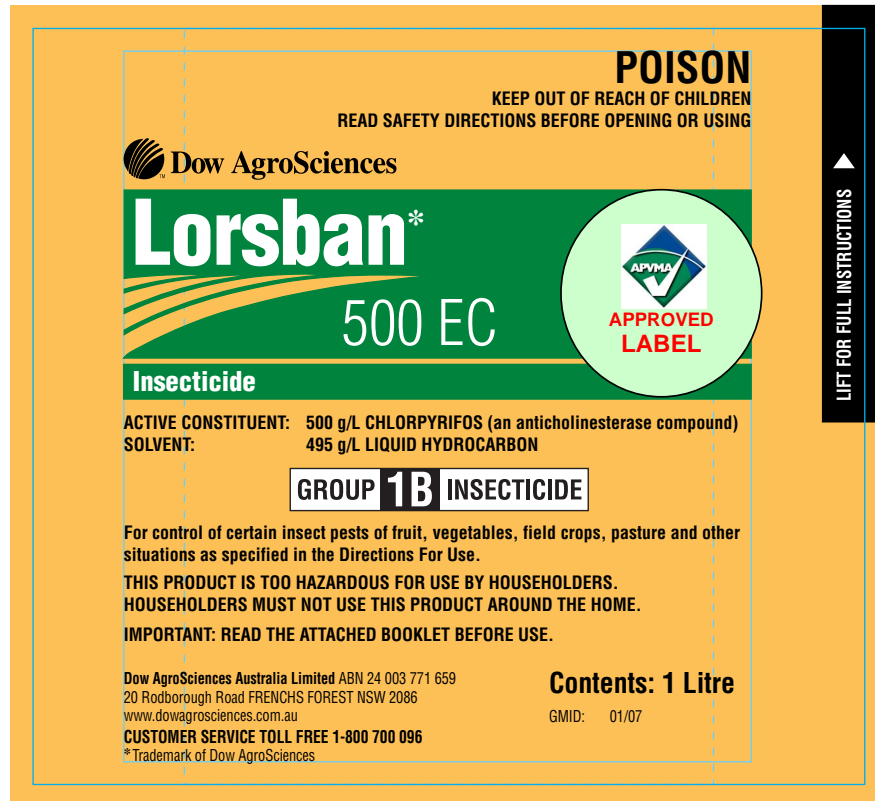 POISON
KEEP OUT OF REACH OF CHILDREN
READ SAFETY DIRECTIONS BEFORE OPENING OR USING
Dow AgroSciences
TM
Lorsban*
500 EC
APVMA
APPROVED
LABEL
Insecticide
LIFT FOR FULL INSTRUCTIONS
ACTIVE CONSTITUENT: 500 g/L CHLORPYRIFOS (an anticholinesterase compound)
SOLVENT: 495 g/L LIQUID HYDROCARBON
GROUP 1B INSECTICIDE
For control of certain insect pests of fruit, vegetables, field crops, pasture and other
situations as specified in the Directions For Use.
THIS PRODUCT IS TOO HAZARDOUS FOR USE BY HOUSEHOLDERS.
HOUSEHOLDERS MUST NOT USE THIS PRODUCT AROUND THE HOME.
IMPORTANT: READ THE ATTACHED BOOKLET BEFORE USE.
Dow AgroSciences Australia Limited ABN 24 003 771 659
20 Rodborough Road FRENCHS FOREST NSW 2086
www.dowagrosciences.com.au
CUSTOMER SERVICE TOLL FREE 1-800 700 096
*Trademark of Dow AgroSciences
Contents: 1 Litre
GMID: 01/07